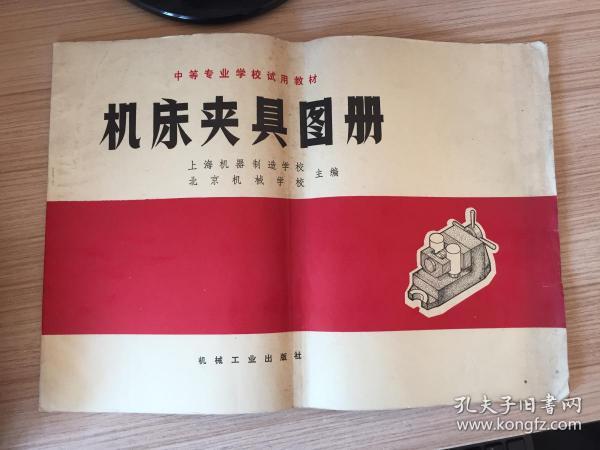 中等专业学校试用教材
机床夹具图册
上海机器制造学校
北京机械学校
主编
机械工业出版社
孔夫子旧书网
www.kongfz.com